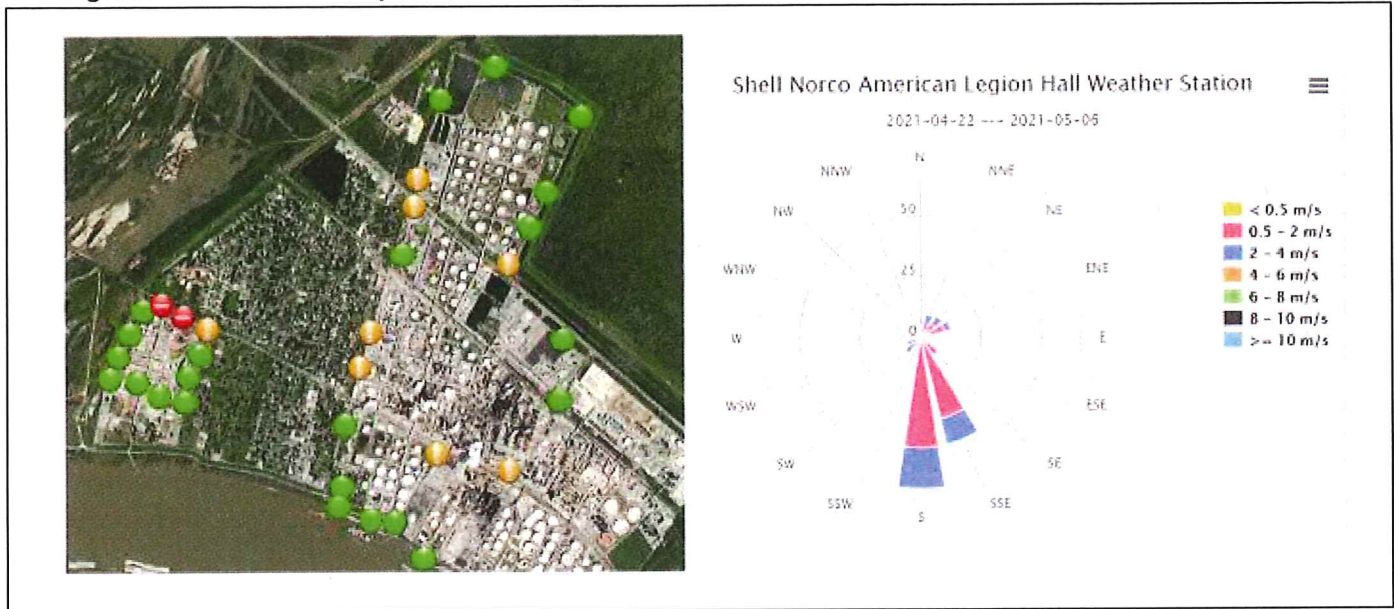 Shell Norco American Legion Hall Weather Station
2021-04-22 --- 2021-05-06
N
NNW
NNE
NW
50
NE
25
WNW
ENE
0
W
E
WSW
ESE
SW
SE
SSW
SSE
S
< 0.5 m/s
0.5 - 2 m/s
2 - 4 m/s
4 - 6 m/s
6 - 8 m/s
8 - 10 m/s
>= 10 m/s